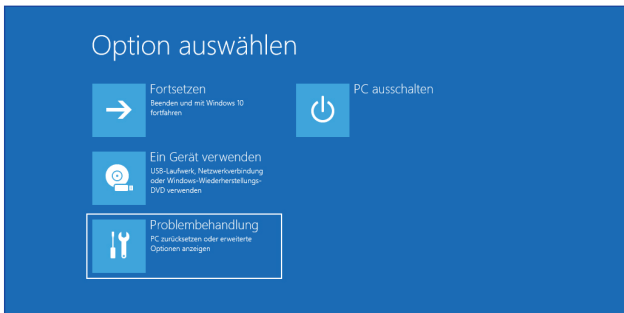 Option auswählen
Fortsetzen
Beenden und mit Windows 10
fortfahren
PC ausschalten
Ein Gerät verwenden
USB-Laufwerk, Netzwerkverbindung
oder Windows-Wiederherstellungs-
DVD verwenden
Problembehandlung
PC zurücksetzen oder erweiterte
Optionen anzeigen